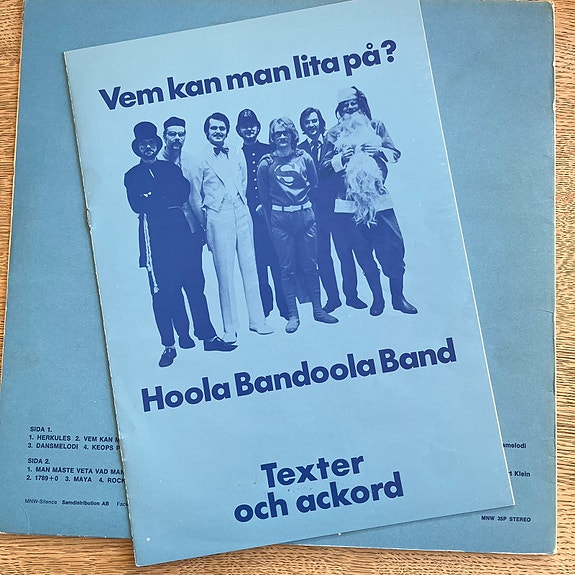 Vem kan man lita på?
S
Hoola Bandoola Band
Texter
och ackord
SIDA 1.
1. HERKULES 2. VEM KAN
3. DANSMELODI 4. KEOPS
SIDA 2.
1. MAN MÅSTE VETA VAD MAN
2. 1789+0 3. MAYA 4. ROCK
MNW-Silence Samdistribution AB
Klein
MNW 35P STEREO